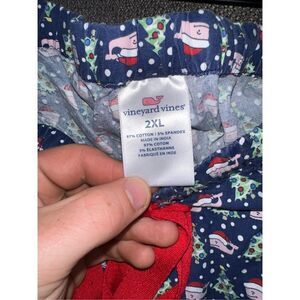 vineyard vines®
2XL
97% COTTON / 3% SPANDEX
MADE IN INDIA
97% COTON
3% ÉLASTHANNE
FABRIQUÉ EN INDE